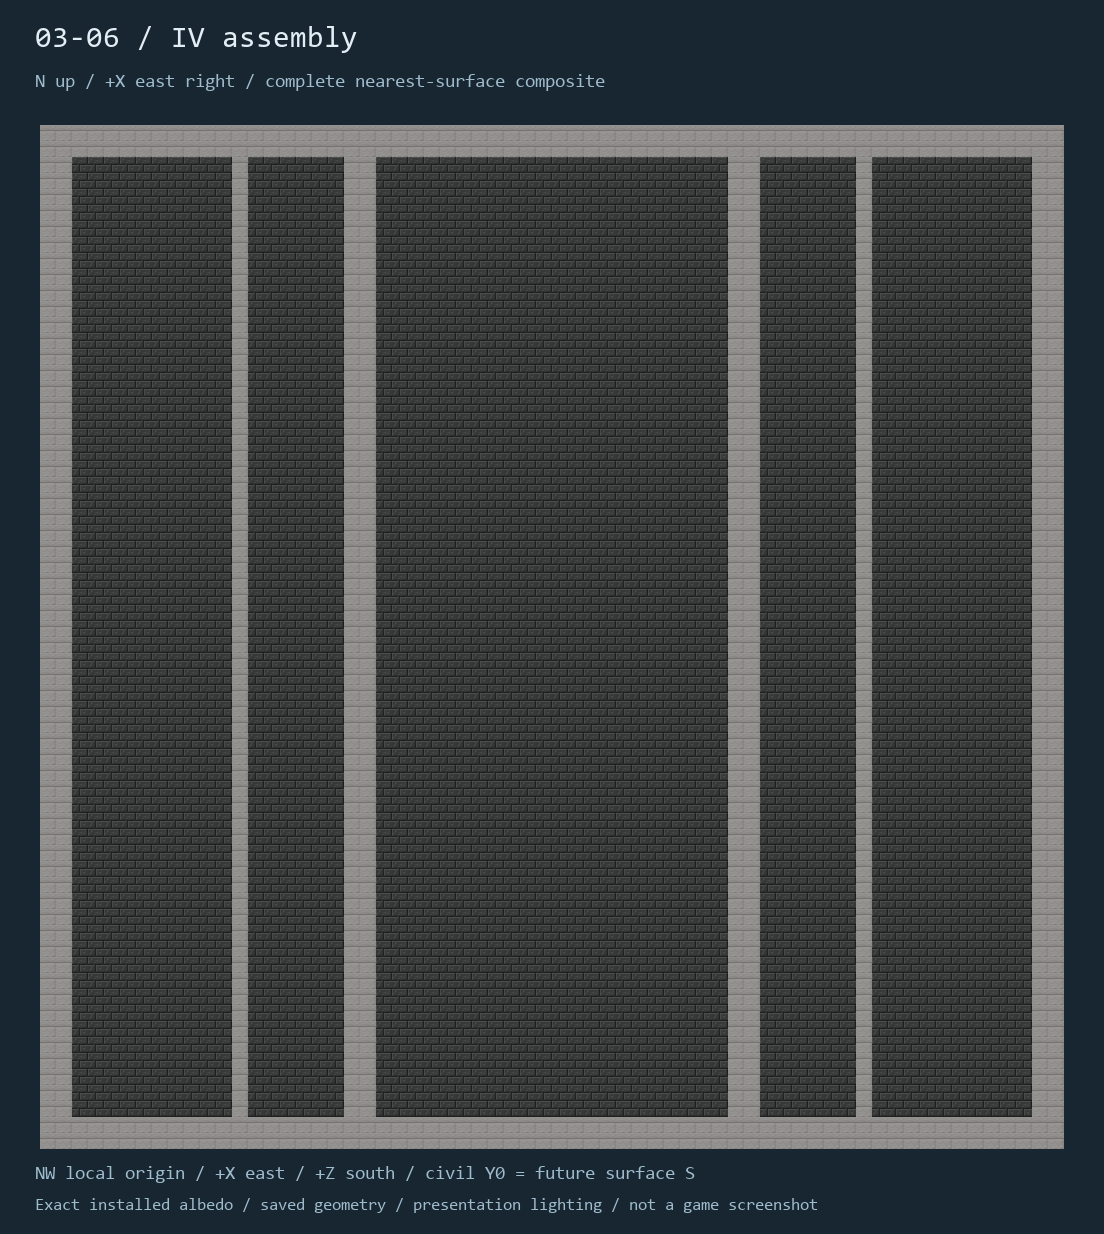 03-06 / IV assembly
N up / +X east right / complete nearest-surface composite
NW local origin / +X east / +Z south / civil Y0 = future surface S
Exact installed albedo / saved geometry / presentation lighting / not a game screenshot